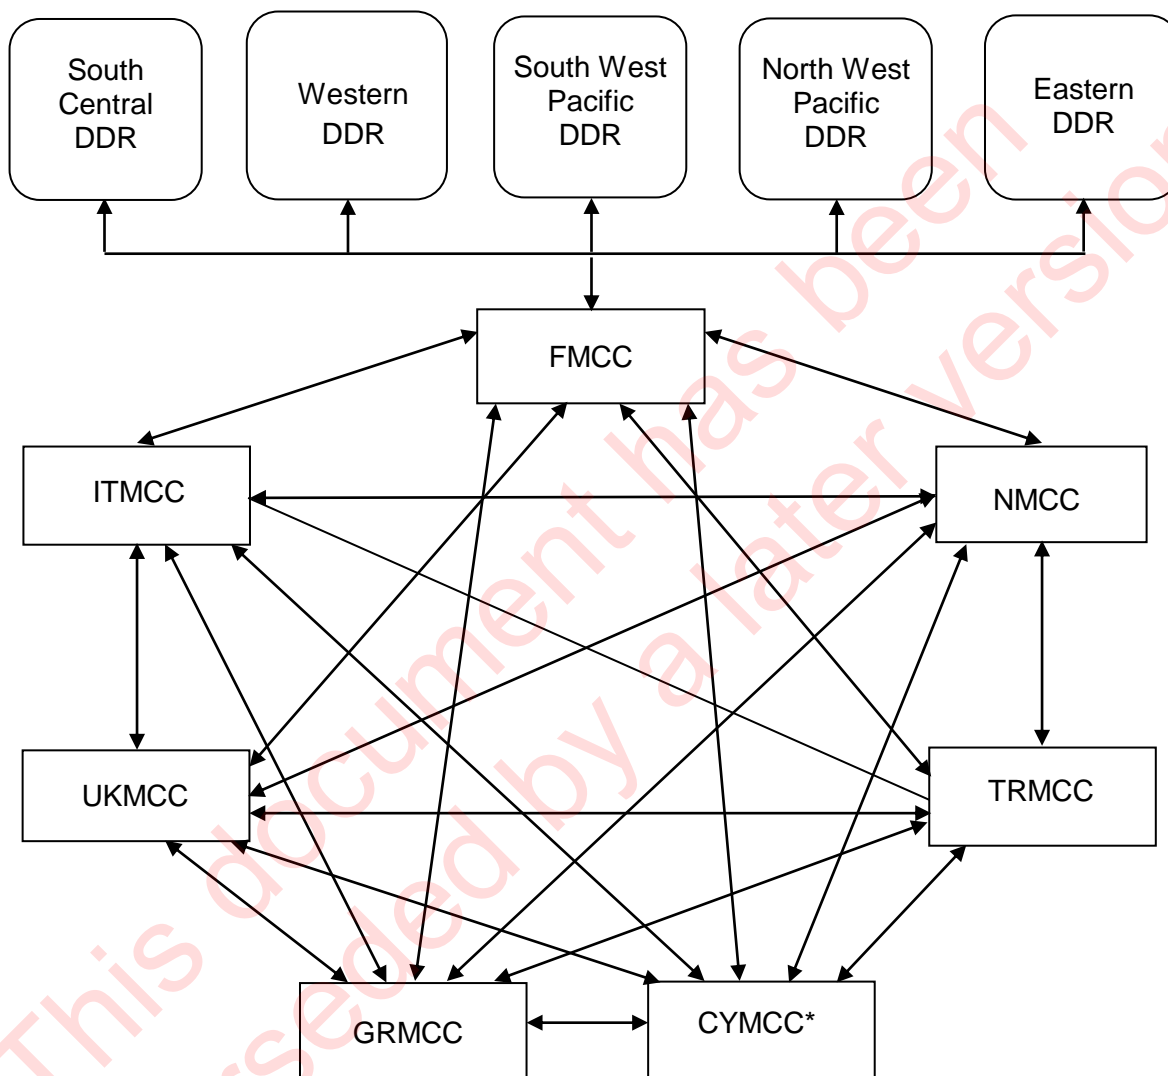 South
Central
DDR
Western
DDR
South West
Pacific
DDR
North West
Pacific
DDR
Eastern
DDR
FMCC
ITMCC
NMCC
UKMCC
TRMCC
GRMCC
CYMCC*
This document has been
superseded by a later version